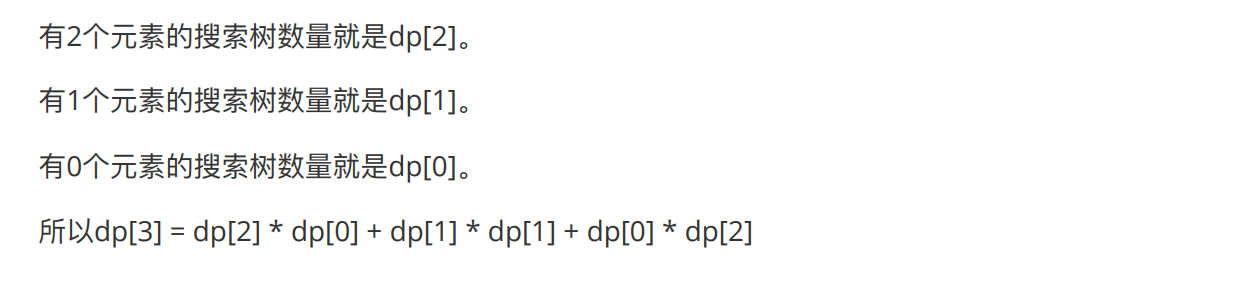 有2个元素的搜索树数量就是dp[2]。
有1个元素的搜索树数量就是dp[1]。
有0个元素的搜索树数量就是dp[0]。
所以dp[3] = dp[2] * dp[0] + dp[1] * dp[1] + dp[0] * dp[2]